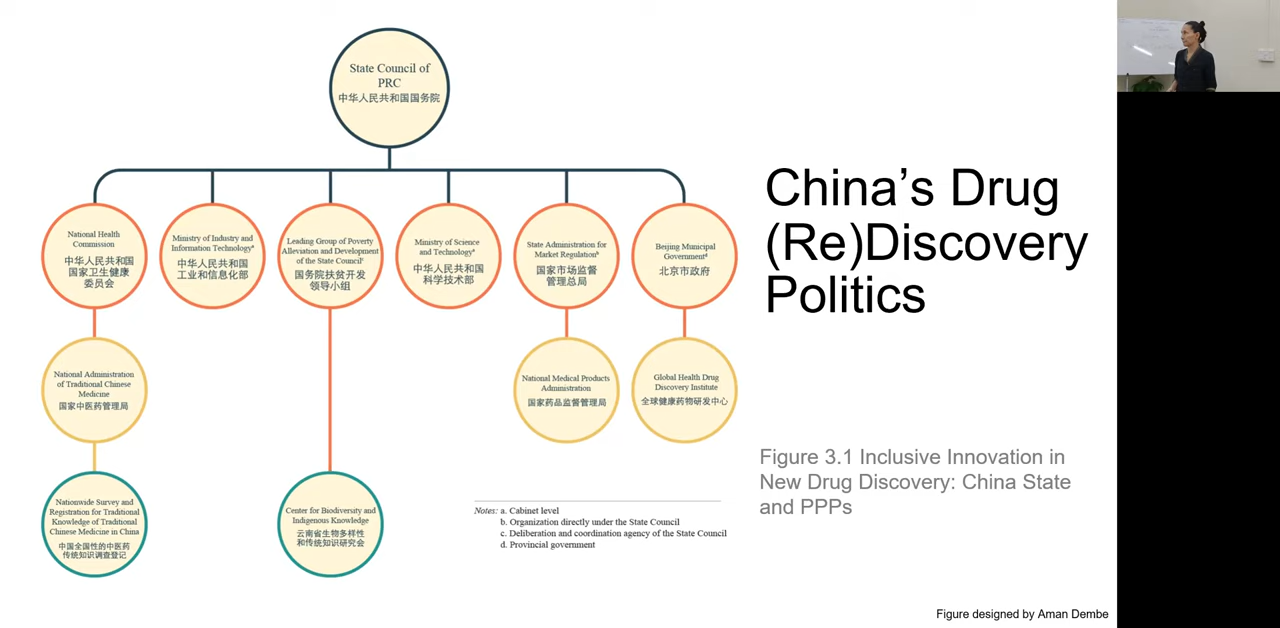 State Council of
PRC
中华人民共和国国务院
National Health
Commission
中华人民共和国
国家卫生健康
委员会
Ministry of Industry and
Information Technologyᵃ
中华人民共和国
工业和信息化部
Leading Group of Poverty
Alleviation and Development
of the State Councilᶜ
国务院扶贫开发
领导小组
Ministry of Science
and Technologyᵃ
中华人民共和国
科学技术部
State Administration for
Market Regulationᵇ
国家市场监督
管理总局
Beijing Municipal
Governmentᵈ
北京市政府
National Administration
of Traditional Chinese
Medicine
国家中医药管理局
National Medical Products
Administration
国家药品监督管理局
Global Health Drug
Discovery Institute
全球健康药物研发中心
Nationwide Survey and
Registration for Traditional
Knowledge of Traditional
Chinese Medicine in China
中国全国性的中医药
传统知识调查登记
Center for Biodiversity and
Indigenous Knowledge
云南省生物多样性
和传统知识研究会
Notes: a. Cabinet level
b. Organization directly under the State Council
c. Deliberation and coordination agency of the State Council
d. Provincial government
China’s Drug
(Re)Discovery
Politics
Figure 3.1 Inclusive Innovation in
New Drug Discovery: China State
and PPPs
Figure designed by Aman Dembe